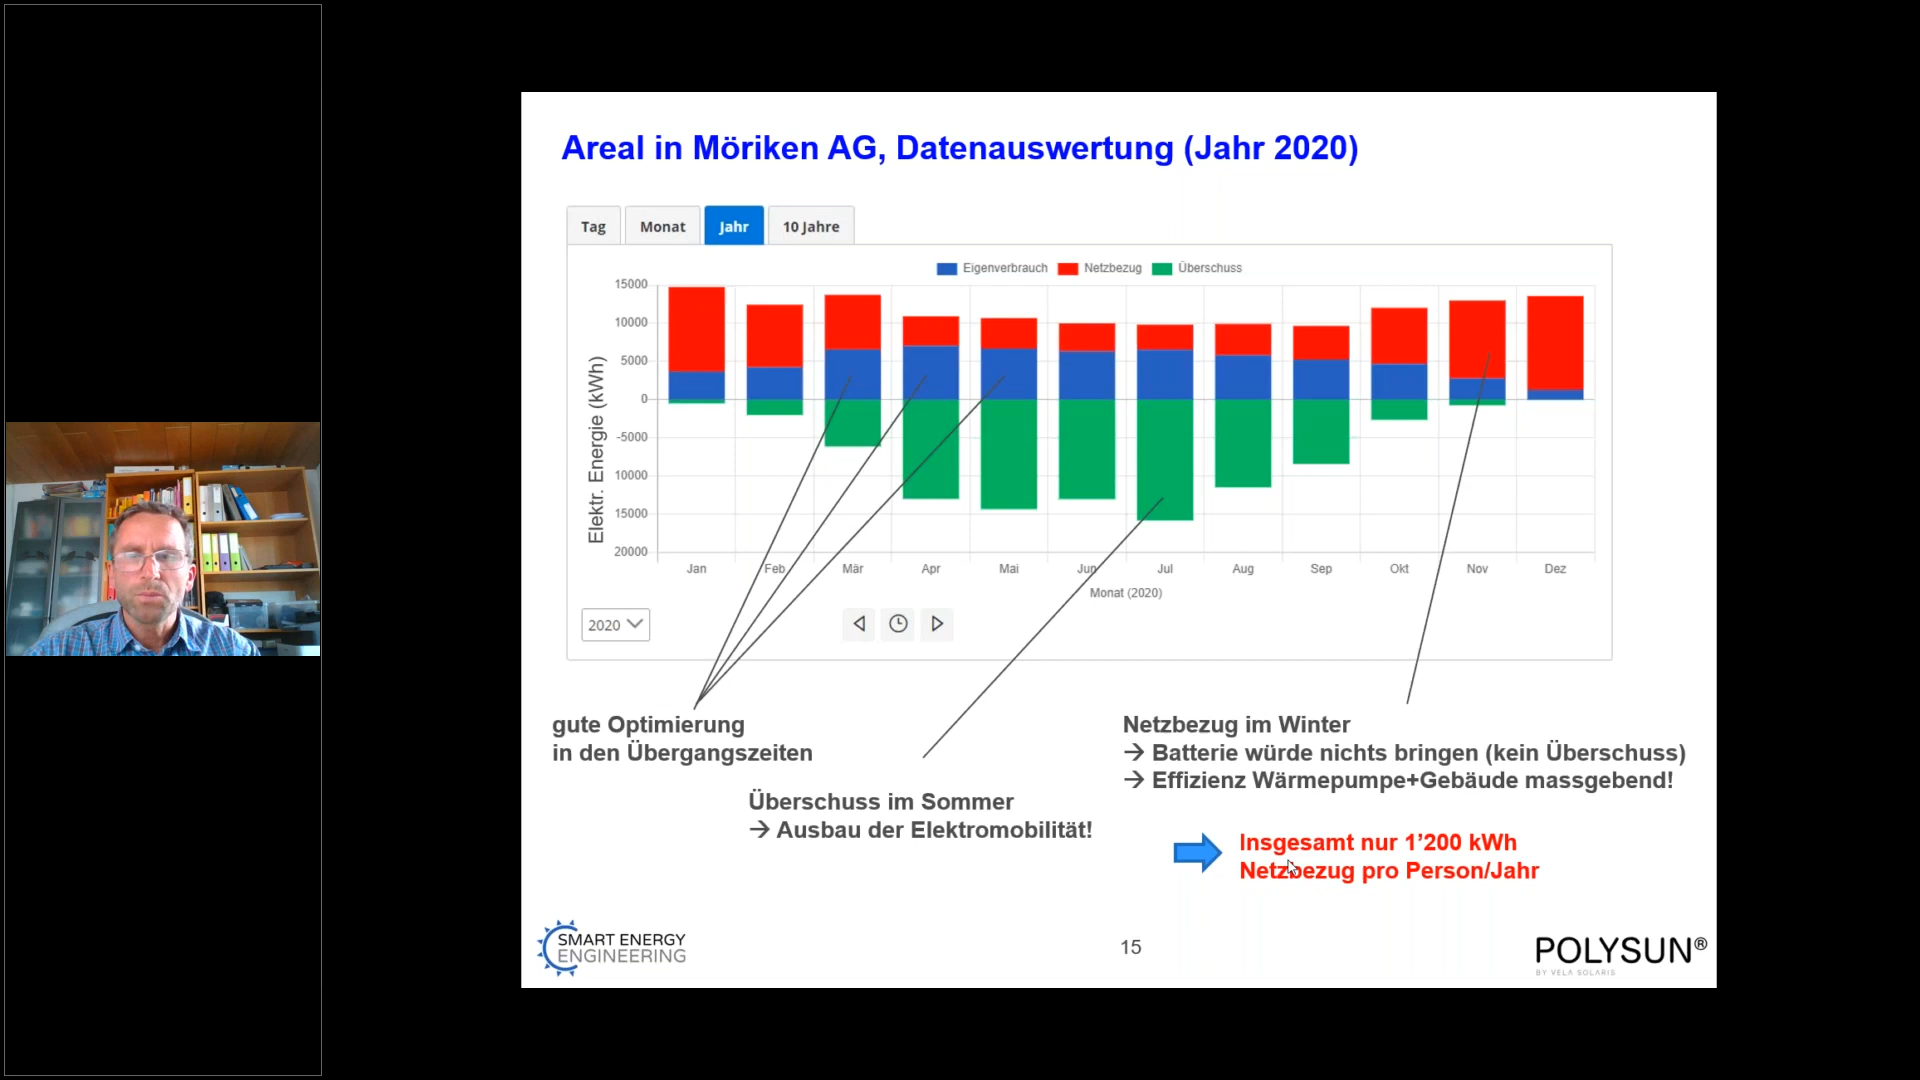 Areal in Möriken AG, Datenauswertung (Jahr 2020)
Tag Monat Jahr 10 Jahre
Eigenverbrauch Netzbezug Überschuss
Elektr. Energie (kWh)
15000
10000
5000
0
-5000
10000
15000
20000
Jan Feb Mär Apr Mai Jun Jul Aug Sep Okt Nov Dez
Monat (2020)
2020
gute Optimierung
in den Übergangszeiten
Überschuss im Sommer
→ Ausbau der Elektromobilität!
Netzbezug im Winter
→ Batterie würde nichts bringen (kein Überschuss)
→ Effizienz Wärmepumpe+Gebäude massgebend!
Insgesamt nur 1’200 kWh
Netzbezug pro Person/Jahr
SMART ENERGY
ENGINEERING
15
POLYSUN®
BY VELA SOLARIS